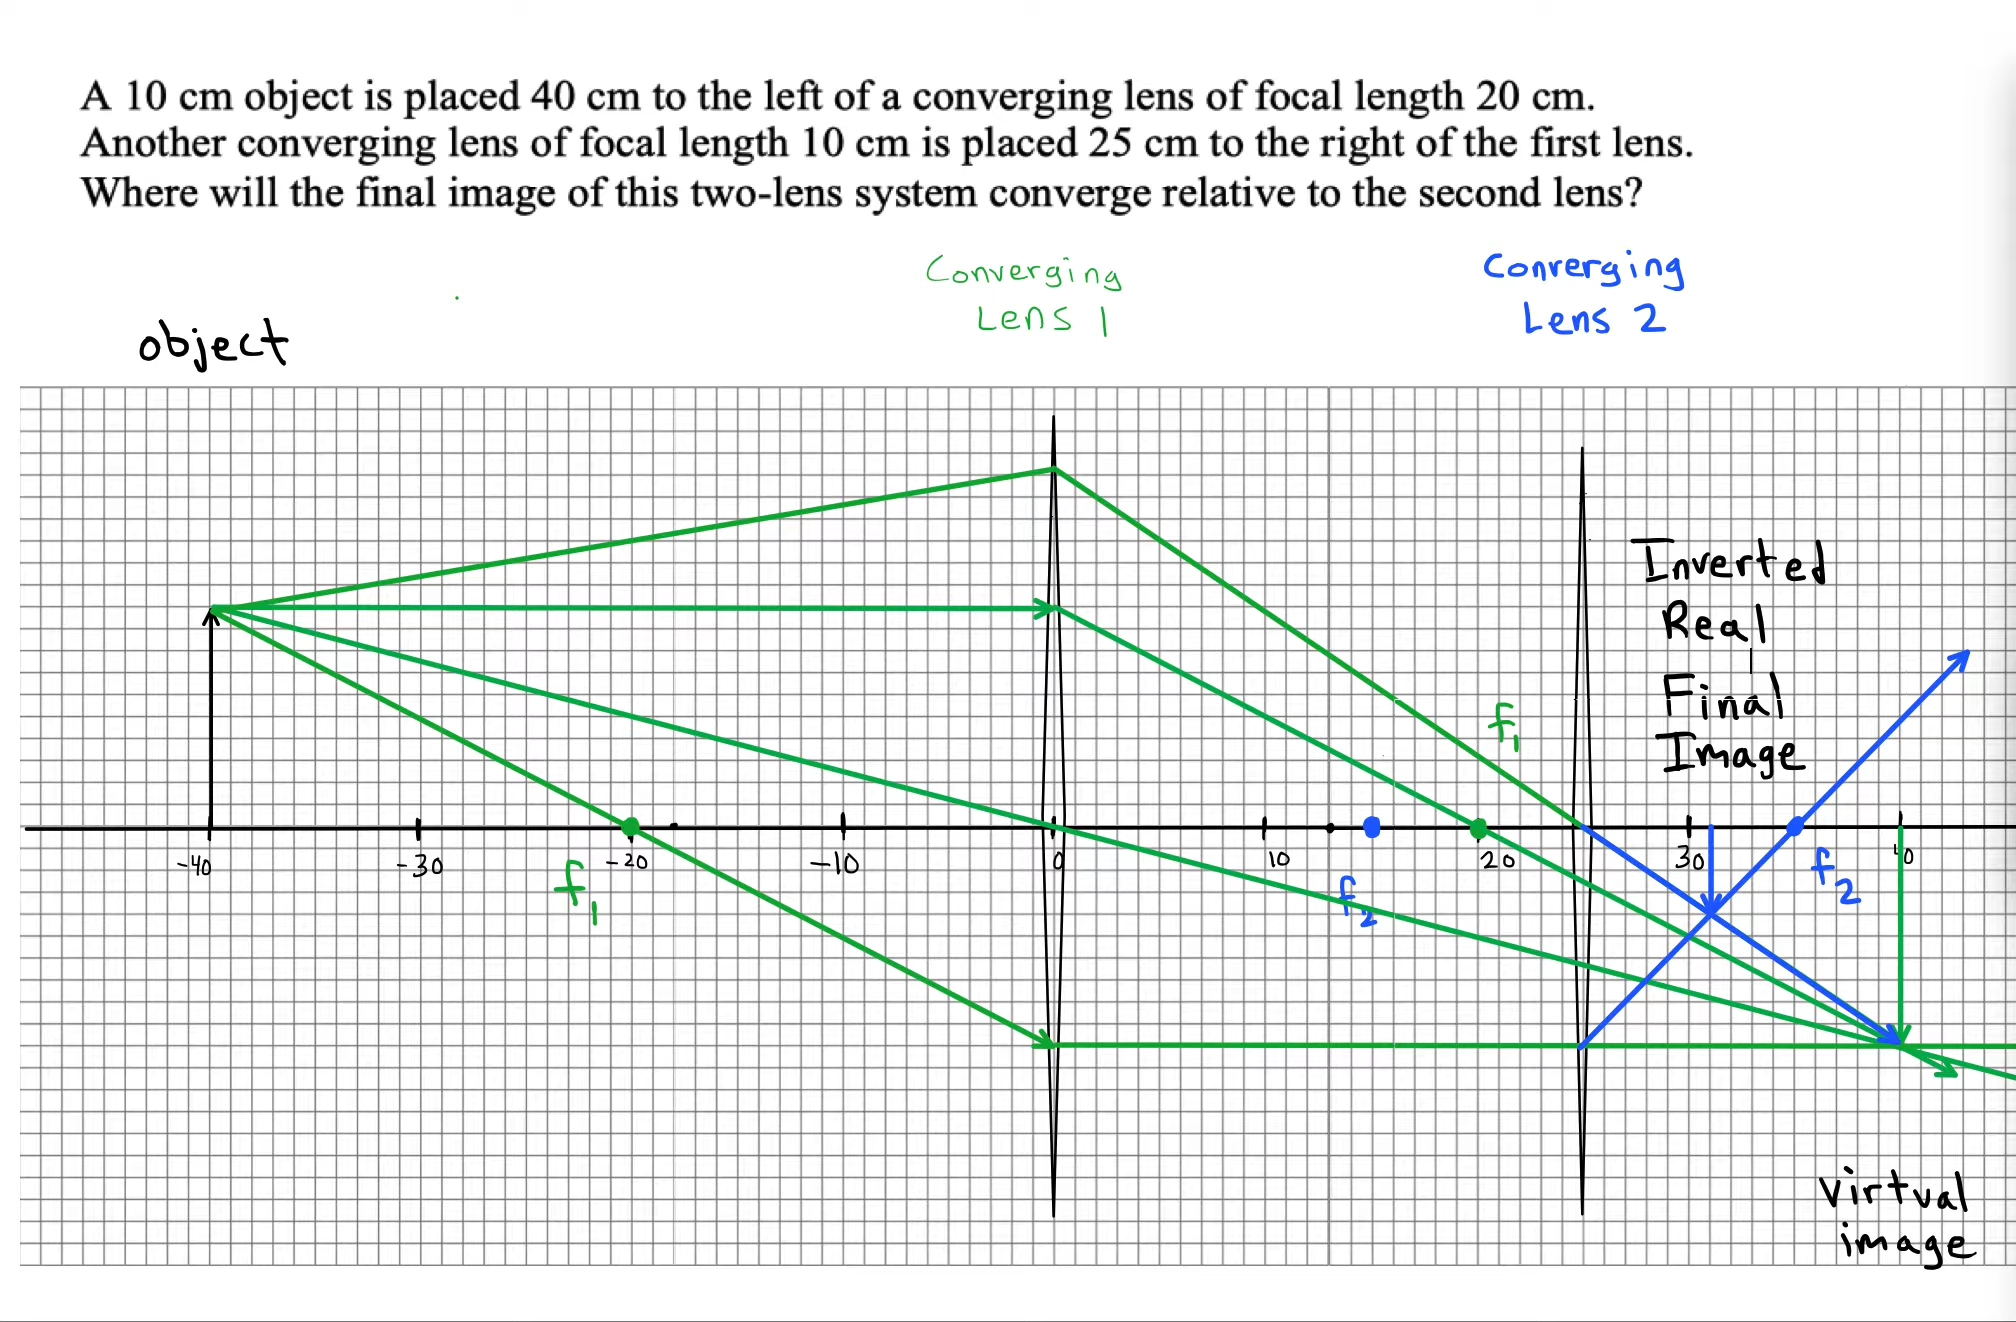 A 10 cm object is placed 40 cm to the left of a converging lens of focal length 20 cm.
Another converging lens of focal length 10 cm is placed 25 cm to the right of the first lens.
Where will the final image of this two-lens system converge relative to the second lens?
Converging
Lens 1
Converging
Lens 2
object
Inverted
Real
Final
Image
f1
-40
-30
-20
-10
0
10
20
30
40
f1
f2
f2
virtual
image